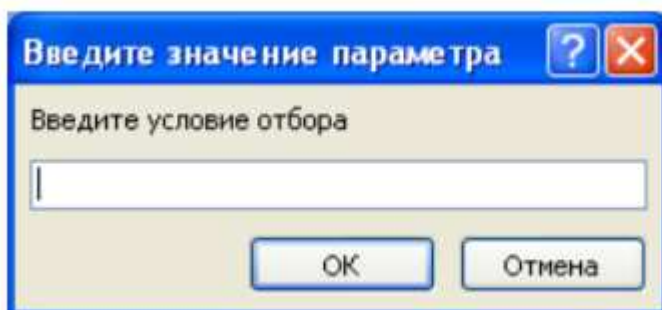 Введите значение параметра ?
Введите условие отбора
ОК Отмена